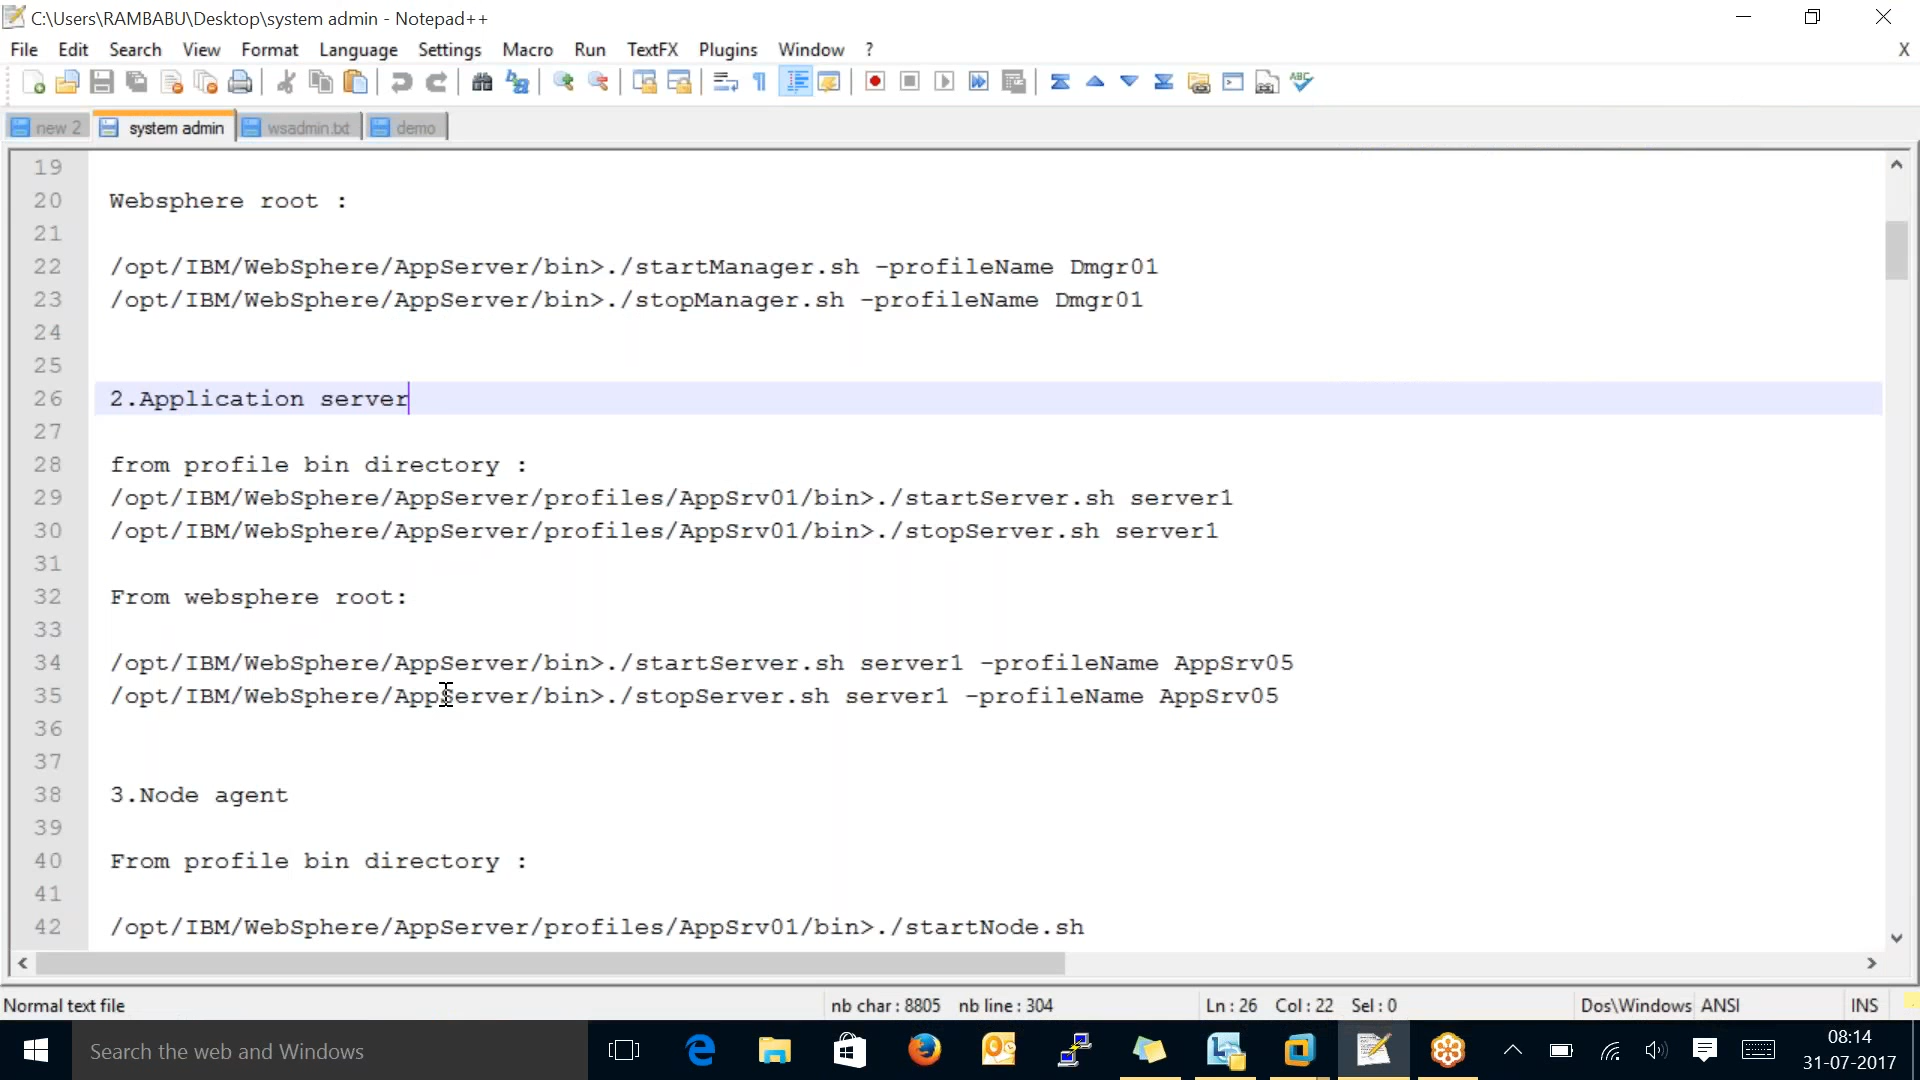 C:\Users\RAMBABU\Desktop\system admin - Notepad++
File Edit Search View Format Language Settings Macro Run TextFX Plugins Window ? X
new 2 system admin wsadmin.txt demo
19
20 Websphere root :
21
22 /opt/IBM/WebSphere/AppServer/bin>./startManager.sh -profileName Dmgr01
23 /opt/IBM/WebSphere/AppServer/bin>./stopManager.sh -profileName Dmgr01
24
25
26 2.Application server
27
28 from profile bin directory :
29 /opt/IBM/WebSphere/AppServer/profiles/AppSrv01/bin>./startServer.sh server1
30 /opt/IBM/WebSphere/AppServer/profiles/AppSrv01/bin>./stopServer.sh server1
31
32 From websphere root:
33
34 /opt/IBM/WebSphere/AppServer/bin>./startServer.sh server1 -profileName AppSrv05
35 /opt/IBM/WebSphere/AppServer/bin>./stopServer.sh server1 -profileName AppSrv05
36
37
38 3.Node agent
39
40 From profile bin directory :
41
42 /opt/IBM/WebSphere/AppServer/profiles/AppSrv01/bin>./startNode.sh
Normal text file nb char : 8805 nb line : 304 Ln : 26 Col : 22 Sel : 0 Dos\Windows ANSI INS
Search the web and Windows
08:14
31-07-2017